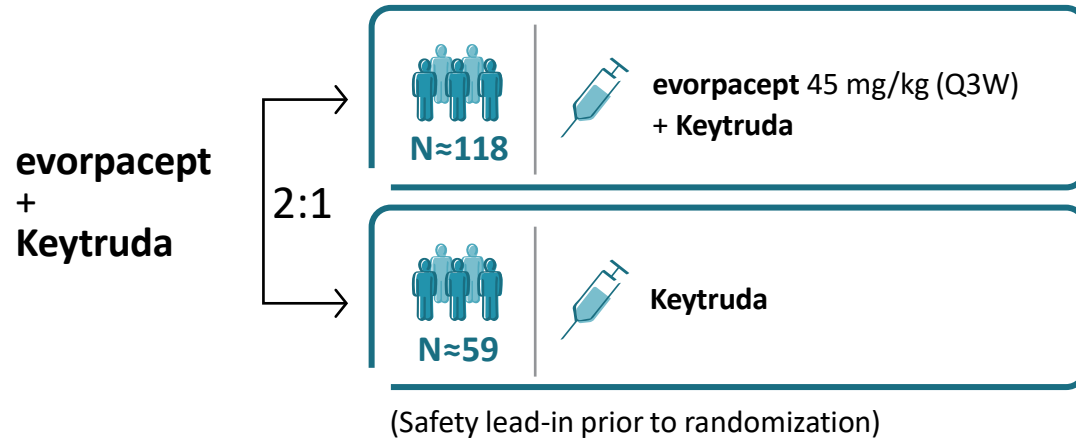 evorpacept
+
Keytruda
2:1
N≈118
evorpacept 45 mg/kg (Q3W)
+ Keytruda
N≈59
Keytruda
(Safety lead-in prior to randomization)